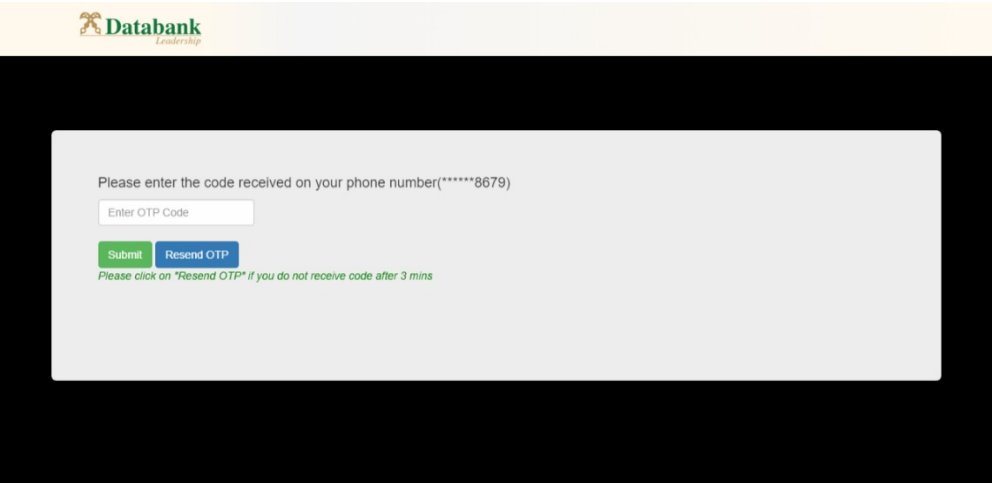 Databank
Leadership
Please enter the code received on your phone number(******8679)
Enter OTP Code
Submit Resend OTP
Please click on "Resend OTP" if you do not receive code after 3 mins